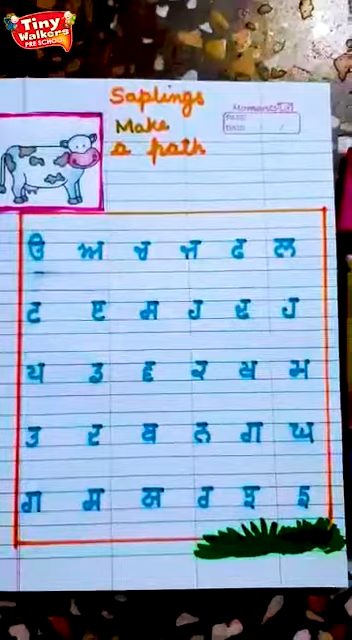 Tiny
Walkers
PRE SCHOOL
Saplings
Make
a path
ੳ ਅ ਚ ਜ ਫ ਲ
ਟ ੲ ਸ ਹ ਦ ਹ
ਪ ੜ ਵ ਕ ਥ ਮ
ੳ ਟ ਬ ਨ ਗ ਘ
ਗ ਸ ਖ ਰ ਙ ਝ